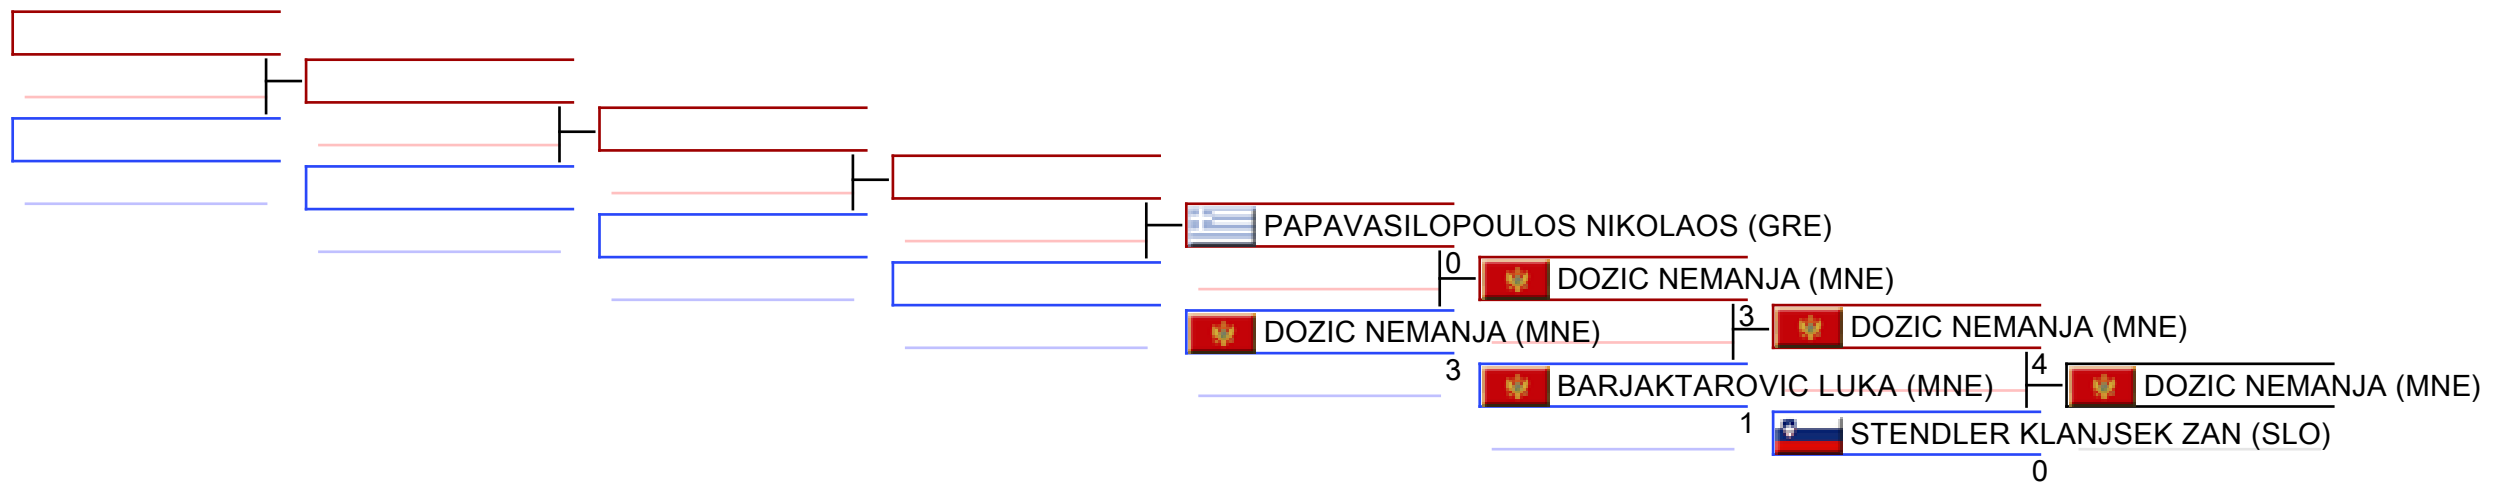 PAPAVASILOPOULOS NIKOLAOS (GRE)
0
DOZIC NEMANJA (MNE)
3
DOZIC NEMANJA (MNE)
3
DOZIC NEMANJA (MNE)
4
BARJAKTAROVIC LUKA (MNE)
1
DOZIC NEMANJA (MNE)
STENDLER KLANJSEK ZAN (SLO)
0